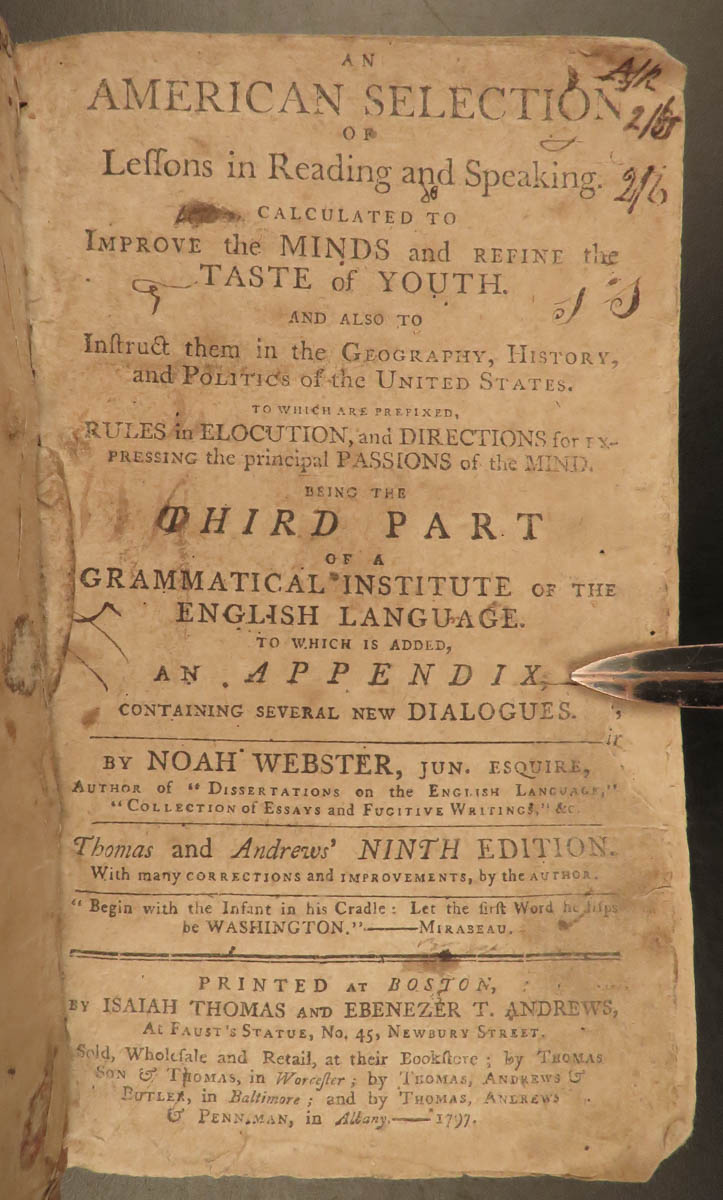 AN
AMERICAN SELECTION
OF
Leſſons in Reading and Speaking.
CALCULATED TO
IMPROVE the MINDS and REFINE the
TASTE of YOUTH.
AND ALSO TO
Inſtruct them in the GEOGRAPHY, HISTORY,
and POLITICS of the UNITED STATES.
TO WHICH ARE PREFIXED,
RULES in ELOCUTION, and DIRECTIONS for EX-
PRESSING the principal PASSIONS of the MIND.
BEING THE
THIRD PART
OF A
GRAMMATICAL INSTITUTE OF THE
ENGLISH LANGUAGE.
TO WHICH IS ADDED,
AN APPENDIX,
CONTAINING SEVERAL NEW DIALOGUES.
BY NOAH WEBSTER, JUN. ESQUIRE,
AUTHOR of "DISSERTATIONS on the ENGLISH LANGUAGE,"
"COLLECTION of ESSAYS and FUGITIVE WRITINGS," &c.
Thomas and Andrews' NINTH EDITION.
With many CORRECTIONS and IMPROVEMENTS, by the AUTHOR.
"Begin with the Infant in his Cradle: Let the firſt Word he liſps
be WASHINGTON."——MIRABEAU.
PRINTED AT BOSTON,
BY ISAIAH THOMAS AND EBENEZER T. ANDREWS,
At FAUST'S STATUE, No. 45, NEWBURY STREET.
Sold, Wholeſale and Retail, at their Bookſtore; by THOMAS
SON & THOMAS, in Worceſter; by THOMAS, ANDREWS &
BUTLER, in Baltimore; and by THOMAS, ANDREWS
& PENNIMAN, in Albany.——1797.